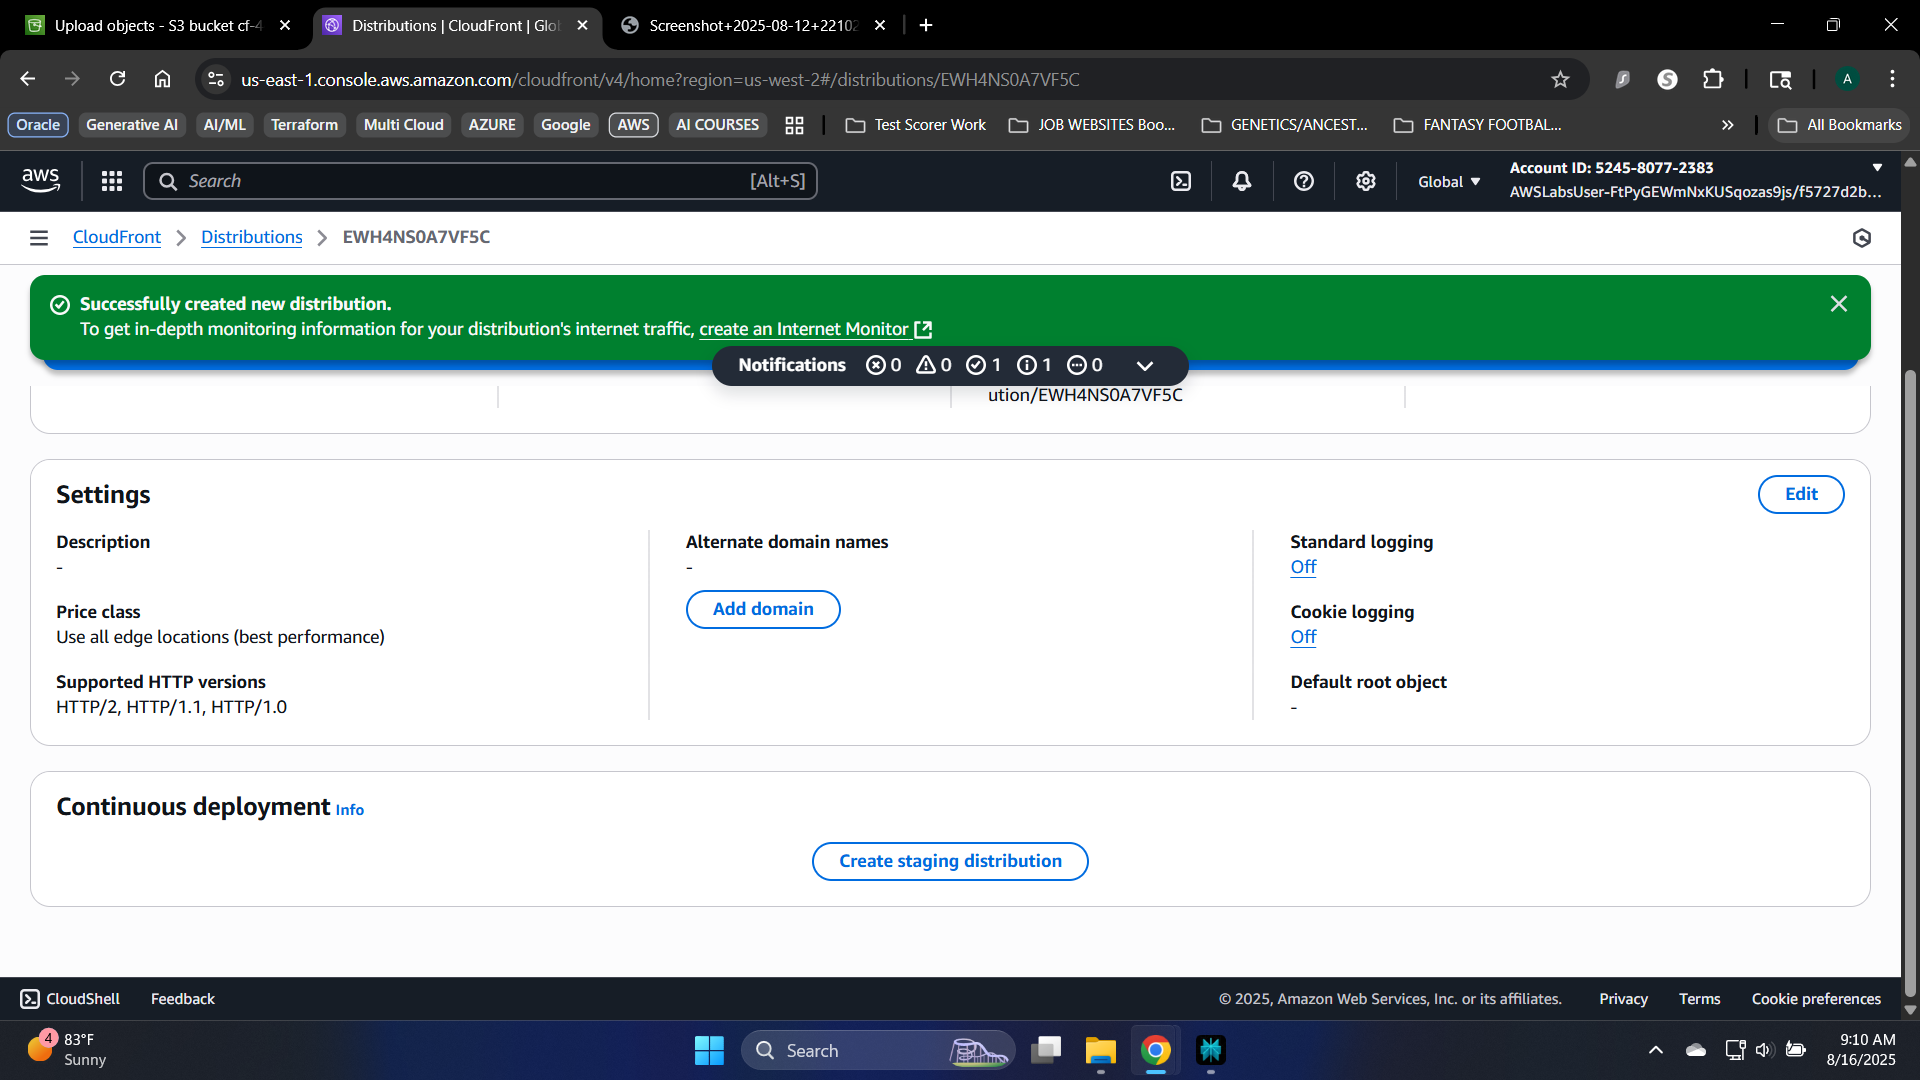 Upload objects - S3 bucket cf-4
Distributions | CloudFront | Glo
Screenshot+2025-08-12+22102
us-east-1.console.aws.amazon.com/cloudfront/v4/home?region=us-west-2#/distributions/EWH4NS0A7VF5C
A
Oracle
Generative AI
AI/ML
Terraform
Multi Cloud
AZURE
Google
AWS
AI COURSES
Test Scorer Work
JOB WEBSITES Boo...
GENETICS/ANCEST...
FANTASY FOOTBAL...
All Bookmarks
aws
Search
[Alt+S]
Global
Account ID: 5245-8077-2383
AWSLabsUser-FtPyGEWmNxKUSqozas9js/f5727d2b...
CloudFront
Distributions
EWH4NS0A7VF5C
Successfully created new distribution.
To get in-depth monitoring information for your distribution's internet traffic, create an Internet Monitor
Notifications 0 0 1 1 0
ution/EWH4NS0A7VF5C
Settings
Edit
Description
-
Price class
Use all edge locations (best performance)
Supported HTTP versions
HTTP/2, HTTP/1.1, HTTP/1.0
Alternate domain names
-
Add domain
Standard logging
Off
Cookie logging
Off
Default root object
-
Continuous deployment Info
Create staging distribution
CloudShell
Feedback
© 2025, Amazon Web Services, Inc. or its affiliates.
Privacy
Terms
Cookie preferences
4
83°F
Sunny
Search
9:10 AM
8/16/2025